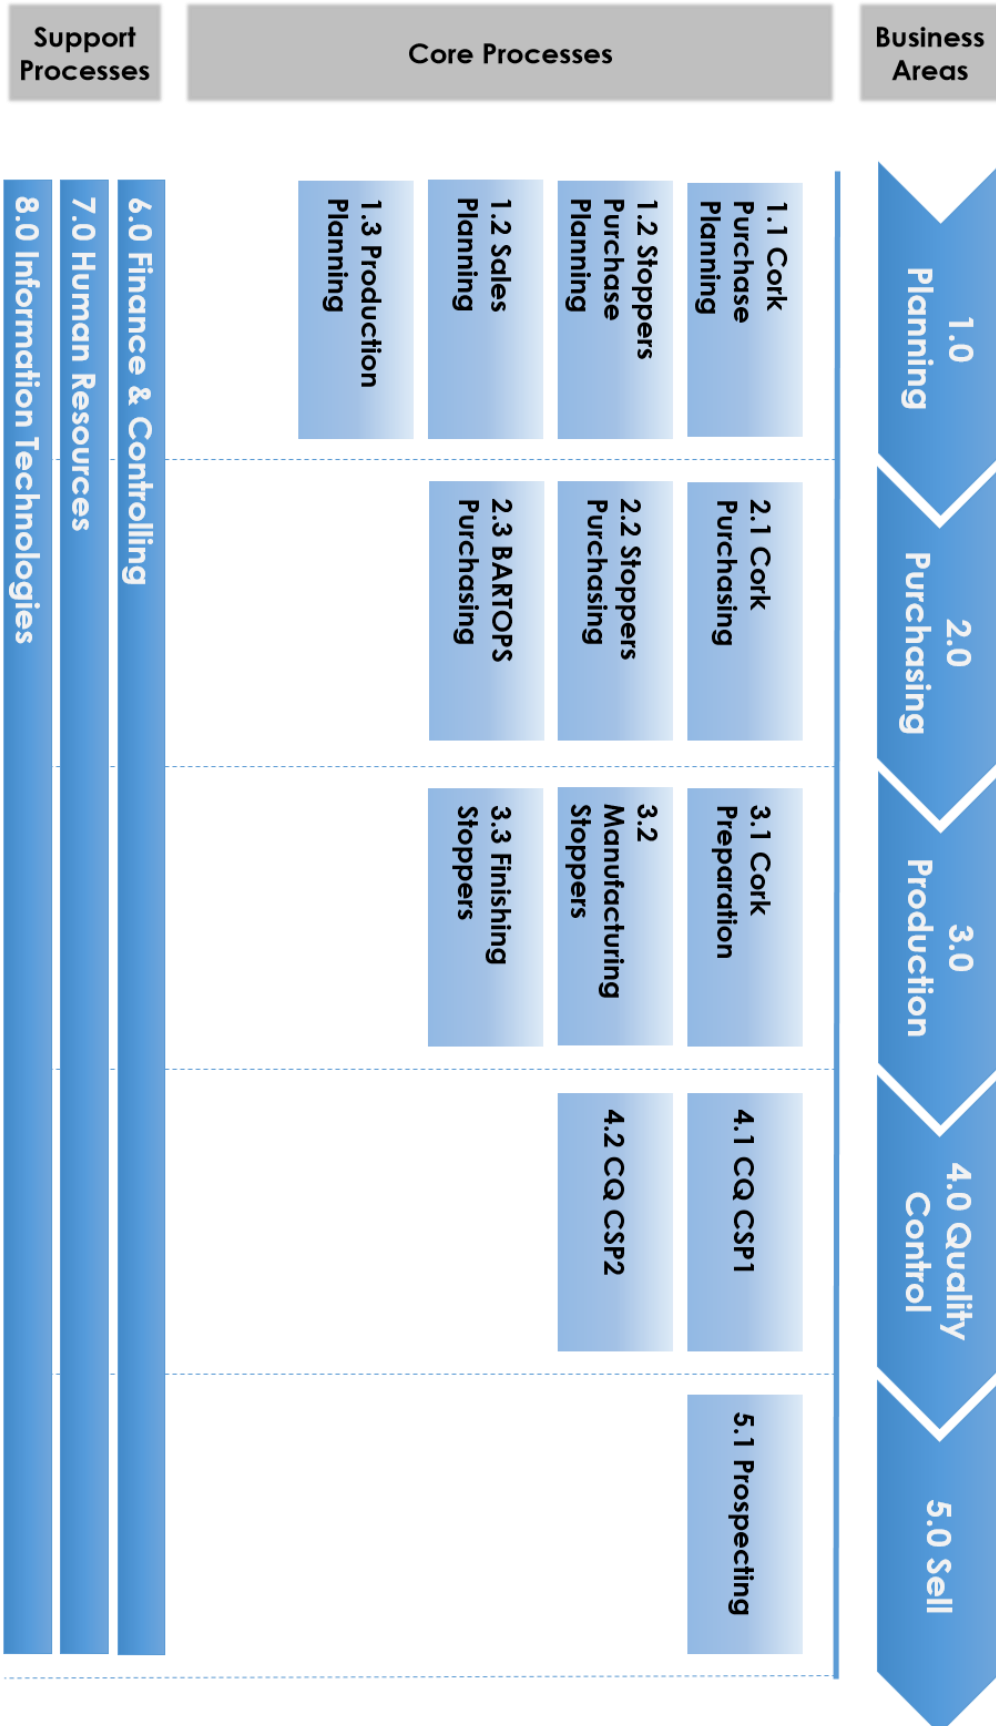 Business
Areas
1.0
Planning
2.0
Purchasing
3.0
Production
4.0 Quality
Control
5.0 Sell
Core Processes
1.1 Cork
Purchase
Planning
1.2 Stoppers
Purchase
Planning
1.2 Sales
Planning
1.3 Production
Planning
2.1 Cork
Purchasing
2.2 Stoppers
Purchasing
2.3 BARTOPS
Purchasing
3.1 Cork
Preparation
3.2
Manufacturing
Stoppers
3.3 Finishing
Stoppers
4.1 CQ CSP1
4.2 CQ CSP2
5.1 Prospecting
Support
Processes
6.0 Finance & Controlling
7.0 Human Resources
8.0 Information Technologies